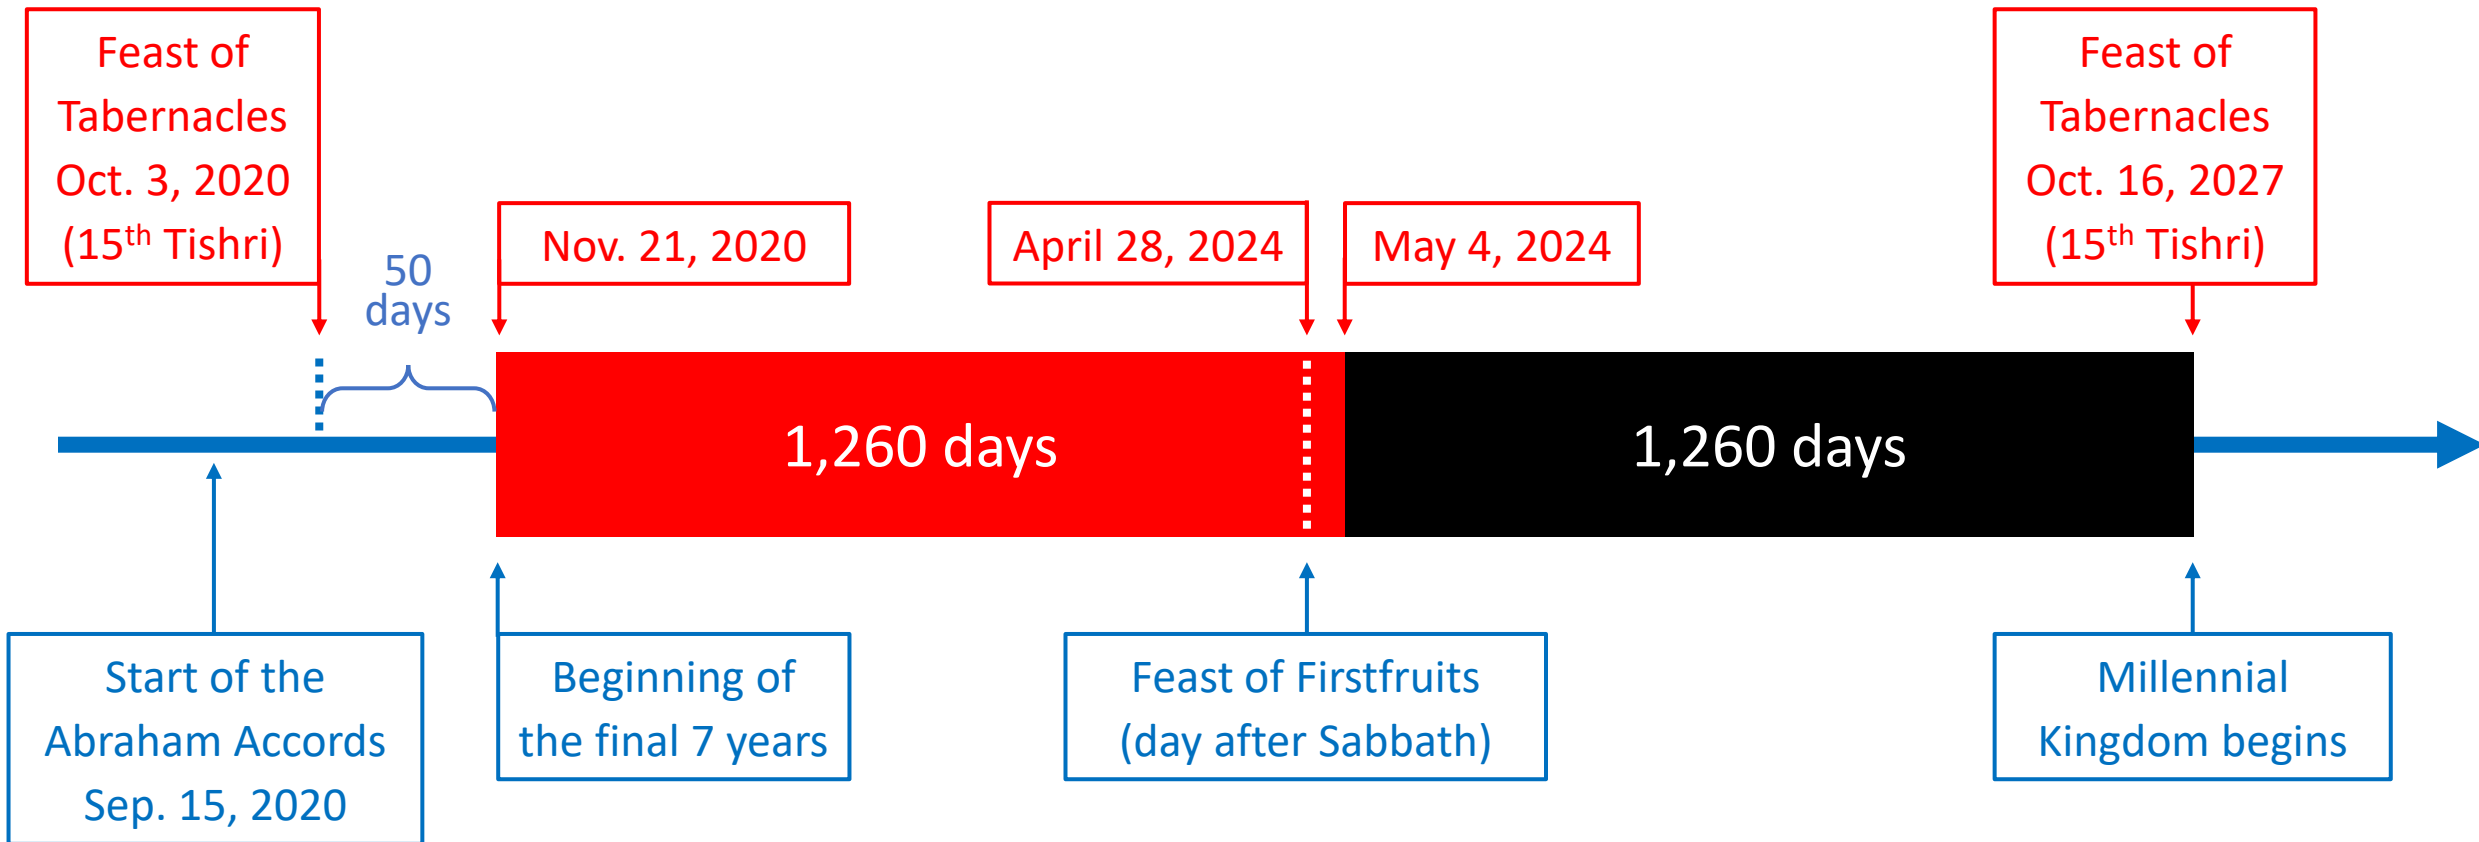 Feast of
Tabernacles
Oct. 3, 2020
(15th Tishri)
50
days
Nov. 21, 2020
April 28, 2024
May 4, 2024
Feast of
Tabernacles
Oct. 16, 2027
(15th Tishri)
1,260 days
1,260 days
Start of the
Abraham Accords
Sep. 15, 2020
Beginning of
the final 7 years
Feast of Firstfruits
(day after Sabbath)
Millennial
Kingdom begins